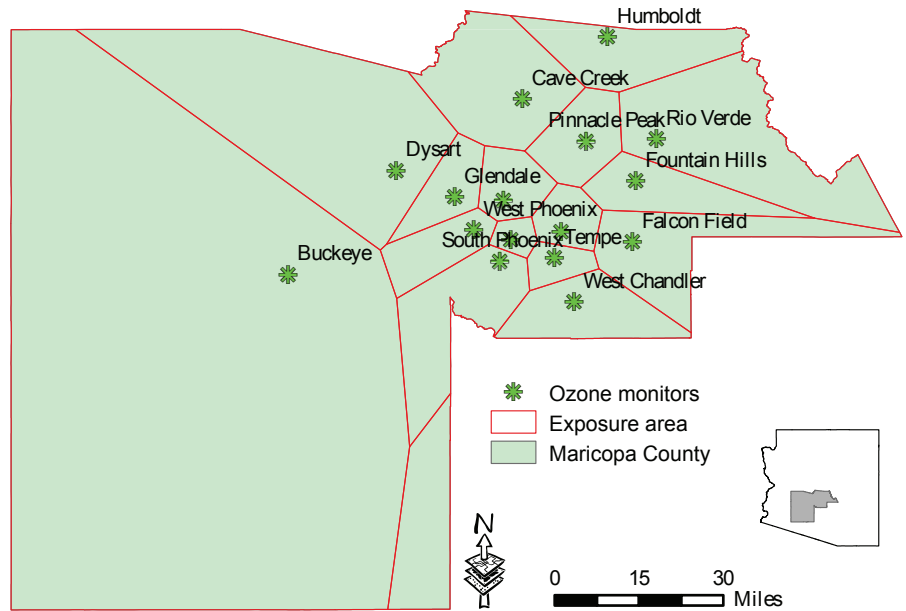 Humboldt
Cave Creek
Pinnacle Peak
Rio Verde
Dysart
Fountain Hills
Glendale
West Phoenix
Falcon Field
South Phoenix
Tempe
Buckeye
West Chandler
Ozone monitors
Exposure area
Maricopa County
N
0 15 30
Miles